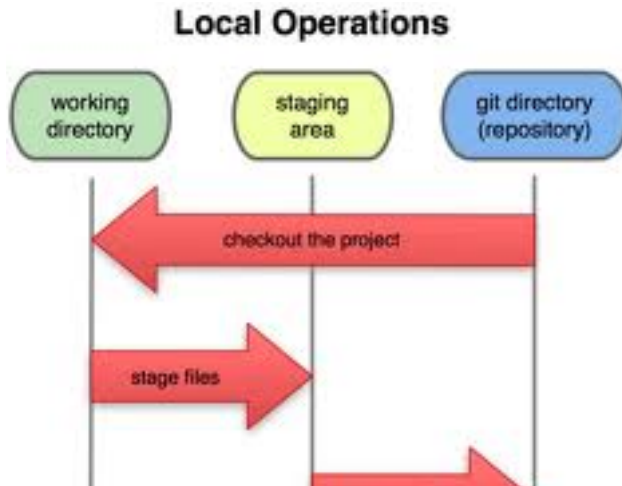 Local Operations
working
directory
staging
area
git directory
(repository)
checkout the project
stage files